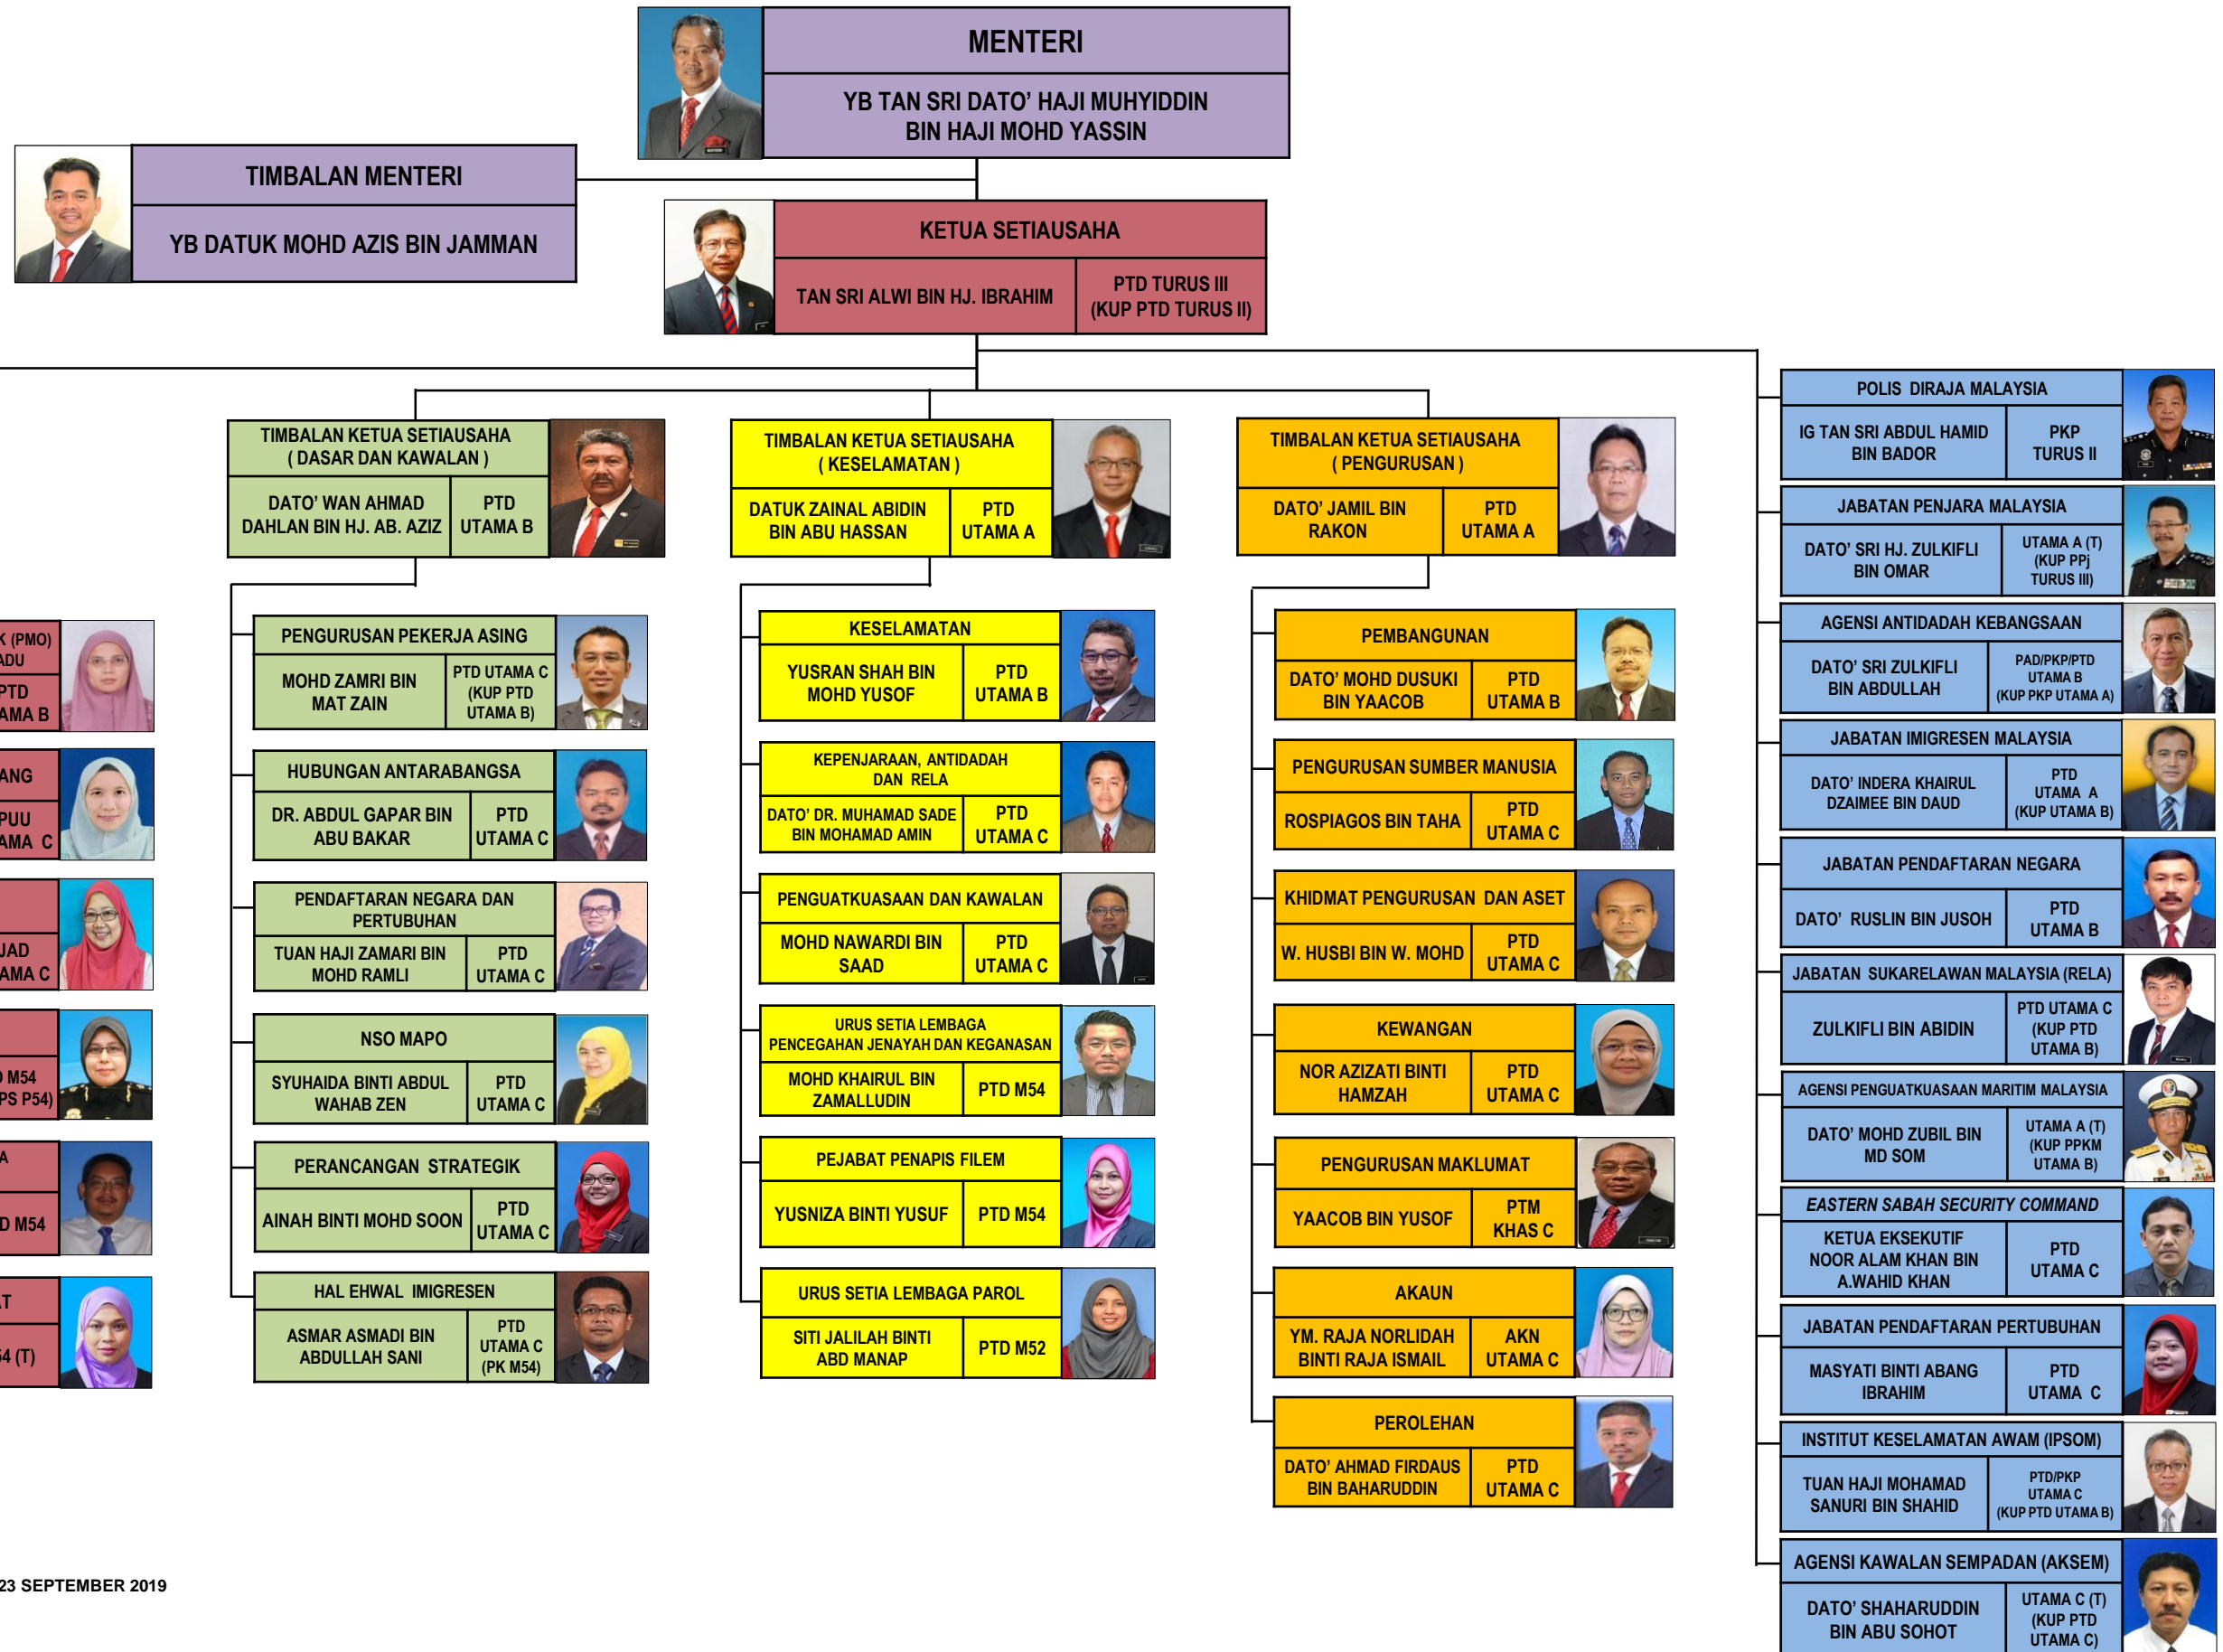 MENTERI
YB TAN SRI DATO’ HAJI MUHYIDDIN
BIN HAJI MOHD YASSIN
TIMBALAN MENTERI
YB DATUK MOHD AZIS BIN JAMMAN
KETUA SETIAUSAHA
TAN SRI ALWI BIN HJ. IBRAHIM
PTD TURUS III
(KUP PTD TURUS II)
K (PMO)
ADU
PTD
AMA B
ANG
PUU
AMA C
JAD
AMA C
D M54
PS P54)
A
D M54
AT
54 (T)
TIMBALAN KETUA SETIAUSAHA
( DASAR DAN KAWALAN )
DATO’ WAN AHMAD
DAHLAN BIN HJ. AB. AZIZ
PTD
UTAMA B
PENGURUSAN PEKERJA ASING
MOHD ZAMRI BIN
MAT ZAIN
PTD UTAMA C
(KUP PTD
UTAMA B)
HUBUNGAN ANTARABANGSA
DR. ABDUL GAPAR BIN
ABU BAKAR
PTD
UTAMA C
PENDAFTARAN NEGARA DAN
PERTUBUHAN
TUAN HAJI ZAMARI BIN
MOHD RAMLI
PTD
UTAMA C
NSO MAPO
SYUHAIDA BINTI ABDUL
WAHAB ZEN
PTD
UTAMA C
PERANCANGAN STRATEGIK
AINAH BINTI MOHD SOON
PTD
UTAMA C
HAL EHWAL IMIGRESEN
ASMAR ASMADI BIN
ABDULLAH SANI
PTD
UTAMA C
(PK M54)
TIMBALAN KETUA SETIAUSAHA
( KESELAMATAN )
DATUK ZAINAL ABIDIN
BIN ABU HASSAN
PTD
UTAMA A
KESELAMATAN
YUSRAN SHAH BIN
MOHD YUSOF
PTD
UTAMA B
KEPENJARAAN, ANTIDADAH
DAN RELA
DATO’ DR. MUHAMAD SADE
BIN MOHAMAD AMIN
PTD
UTAMA C
PENGUATKUASAAN DAN KAWALAN
MOHD NAWARDI BIN
SAAD
PTD
UTAMA C
URUS SETIA LEMBAGA
PENCEGAHAN JENAYAH DAN KEGANASAN
MOHD KHAIRUL BIN
ZAMALLUDIN
PTD M54
PEJABAT PENAPIS FILEM
YUSNIZA BINTI YUSUF
PTD M54
URUS SETIA LEMBAGA PAROL
SITI JALILAH BINTI
ABD MANAP
PTD M52
TIMBALAN KETUA SETIAUSAHA
( PENGURUSAN )
DATO’ JAMIL BIN
RAKON
PTD
UTAMA A
PEMBANGUNAN
DATO’ MOHD DUSUKI
BIN YAACOB
PTD
UTAMA B
PENGURUSAN SUMBER MANUSIA
ROSPIAGOS BIN TAHA
PTD
UTAMA C
KHIDMAT PENGURUSAN DAN ASET
W. HUSBI BIN W. MOHD
PTD
UTAMA C
KEWANGAN
NOR AZIZATI BINTI
HAMZAH
PTD
UTAMA C
PENGURUSAN MAKLUMAT
YAACOB BIN YUSOF
PTM
KHAS C
AKAUN
YM. RAJA NORLIDAH
BINTI RAJA ISMAIL
AKN
UTAMA C
PEROLEHAN
DATO’ AHMAD FIRDAUS
BIN BAHARUDDIN
PTD
UTAMA C
POLIS DIRAJA MALAYSIA
IG TAN SRI ABDUL HAMID
BIN BADOR
PKP
TURUS II
JABATAN PENJARA MALAYSIA
DATO’ SRI HJ. ZULKIFLI
BIN OMAR
UTAMA A (T)
(KUP PPj
TURUS III)
AGENSI ANTIDADAH KEBANGSAAN
DATO’ SRI ZULKIFLI
BIN ABDULLAH
PAD/PKP/PTD
UTAMA B
(KUP PKP UTAMA A)
JABATAN IMIGRESEN MALAYSIA
DATO’ INDERA KHAIRUL
DZAIMEE BIN DAUD
PTD
UTAMA A
(KUP UTAMA B)
JABATAN PENDAFTARAN NEGARA
DATO’ RUSLIN BIN JUSOH
PTD
UTAMA B
JABATAN SUKARELAWAN MALAYSIA (RELA)
ZULKIFLI BIN ABIDIN
PTD UTAMA C
(KUP PTD
UTAMA B)
AGENSI PENGUATKUASAAN MARITIM MALAYSIA
DATO’ MOHD ZUBIL BIN
MD SOM
UTAMA A (T)
(KUP PPKM
UTAMA B)
EASTERN SABAH SECURITY COMMAND
KETUA EKSEKUTIF
NOOR ALAM KHAN BIN
A.WAHID KHAN
PTD
UTAMA C
JABATAN PENDAFTARAN PERTUBUHAN
MASYATI BINTI ABANG
IBRAHIM
PTD
UTAMA C
INSTITUT KESELAMATAN AWAM (IPSOM)
TUAN HAJI MOHAMAD
SANURI BIN SHAHID
PTD/PKP
UTAMA C
(KUP PTD UTAMA B)
AGENSI KAWALAN SEMPADAN (AKSEM)
DATO’ SHAHARUDDIN
BIN ABU SOHOT
UTAMA C (T)
(KUP PTD
UTAMA C)
23 SEPTEMBER 2019